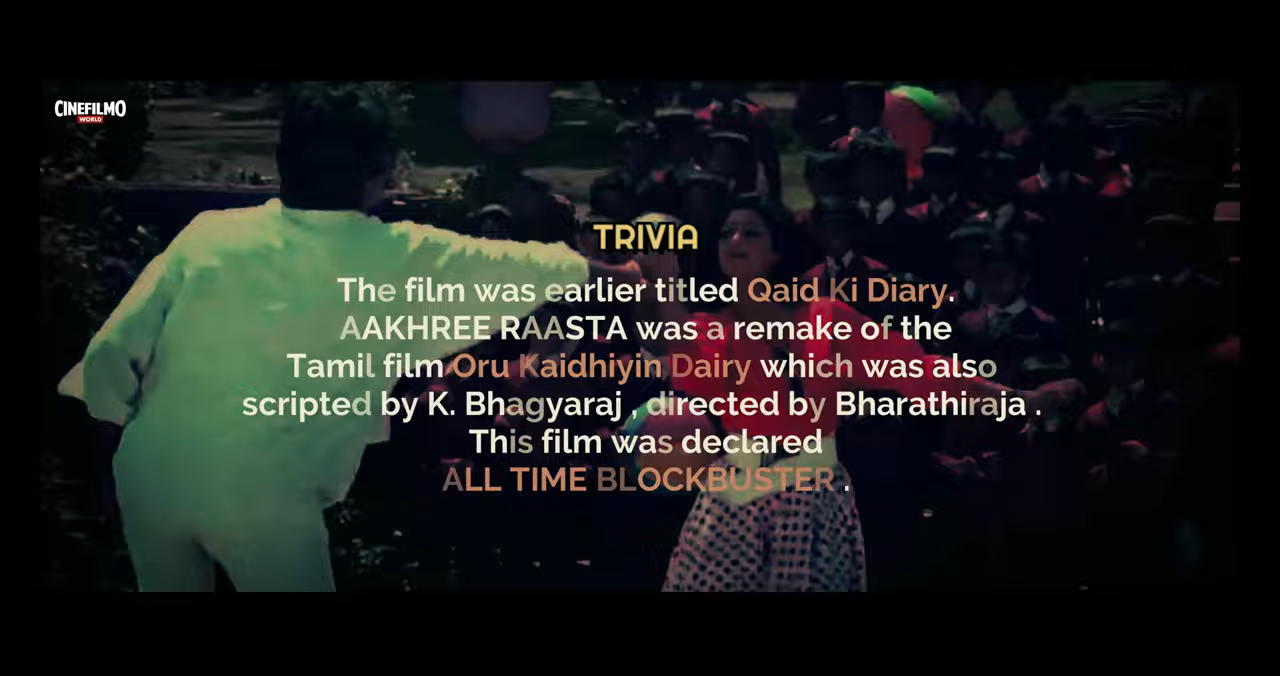 CINEFILMO
WORLD
TRIVIA
The film was earlier titled Qaid Ki Diary.
AAKHREE RAASTA was a remake of the
Tamil film Oru Kaidhiyin Dairy which was also
scripted by K. Bhagyaraj , directed by Bharathiraja .
This film was declared
ALL TIME BLOCKBUSTER .